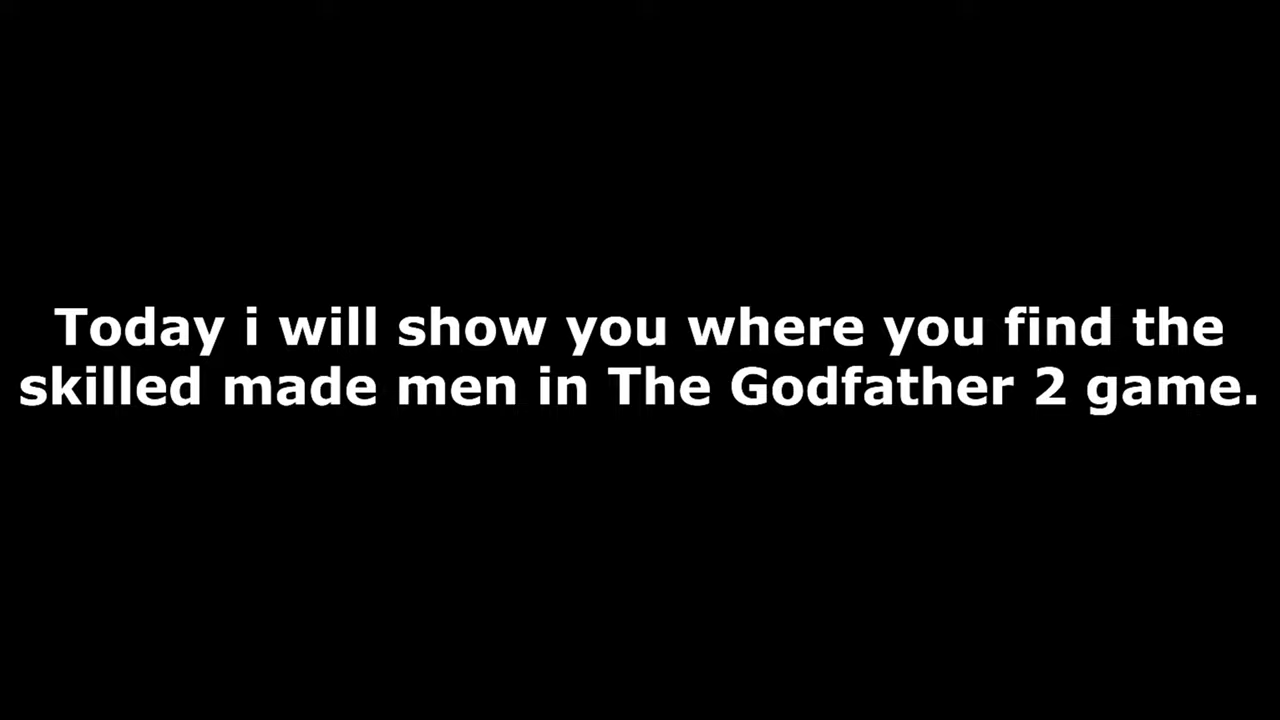 Today i will show you where you find the
skilled made men in The Godfather 2 game.